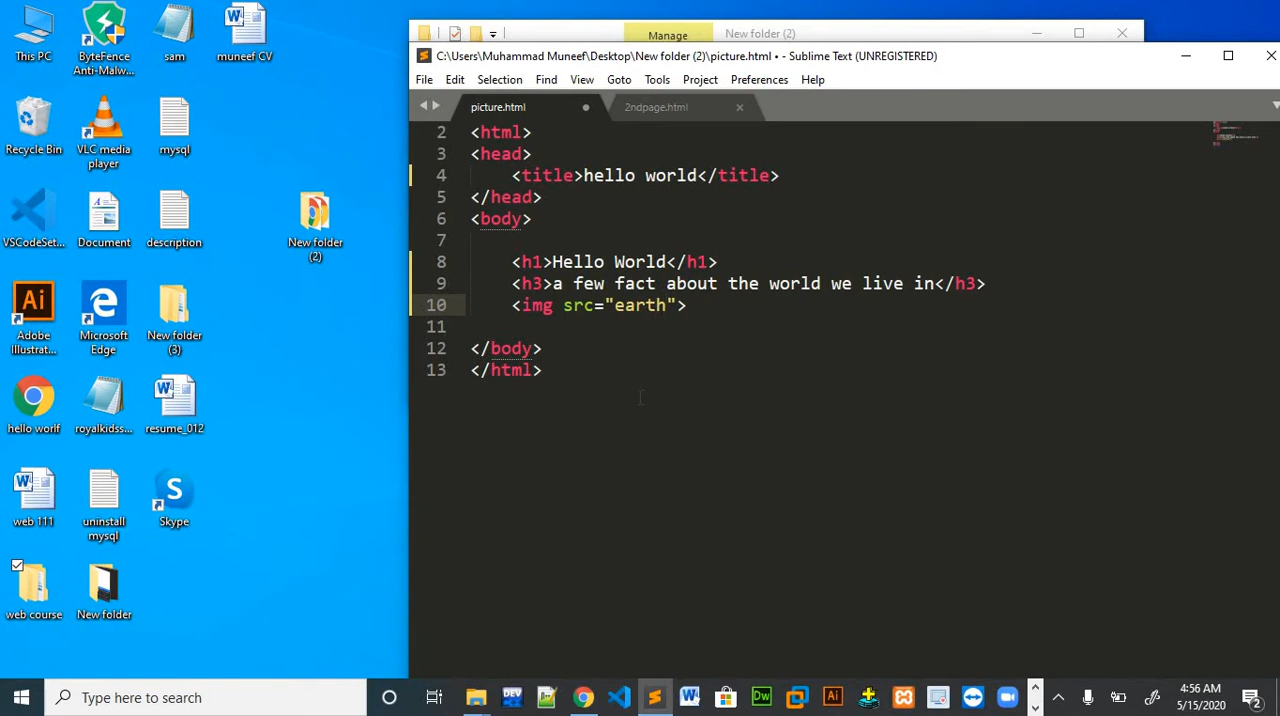 This PC
ByteFence
Anti-Malw...
sam
muneef CV
Recycle Bin
VLC media
player
mysql
VSCodeSet...
Document
description
New folder
(2)
Adobe
Illustrat...
Microsoft
Edge
New folder
(3)
hello worlf
royalkidss...
resume_012
web 111
uninstall
mysql
Skype
web course
New folder
Manage
New folder (2)
C:\Users\Muhammad Muneef\Desktop\New folder (2)\picture.html • - Sublime Text (UNREGISTERED)
File Edit Selection Find View Goto Tools Project Preferences Help
picture.html 2ndpage.html
2 <html>
3 <head>
4 <title>hello world</title>
5 </head>
6 <body>
7
8 <h1>Hello World</h1>
9 <h3>a few fact about the world we live in</h3>
10 <img src="earth">
11
12 </body>
13 </html>
Type here to search
DEV
W
Dw
Ai
4:56 AM
5/15/2020
2